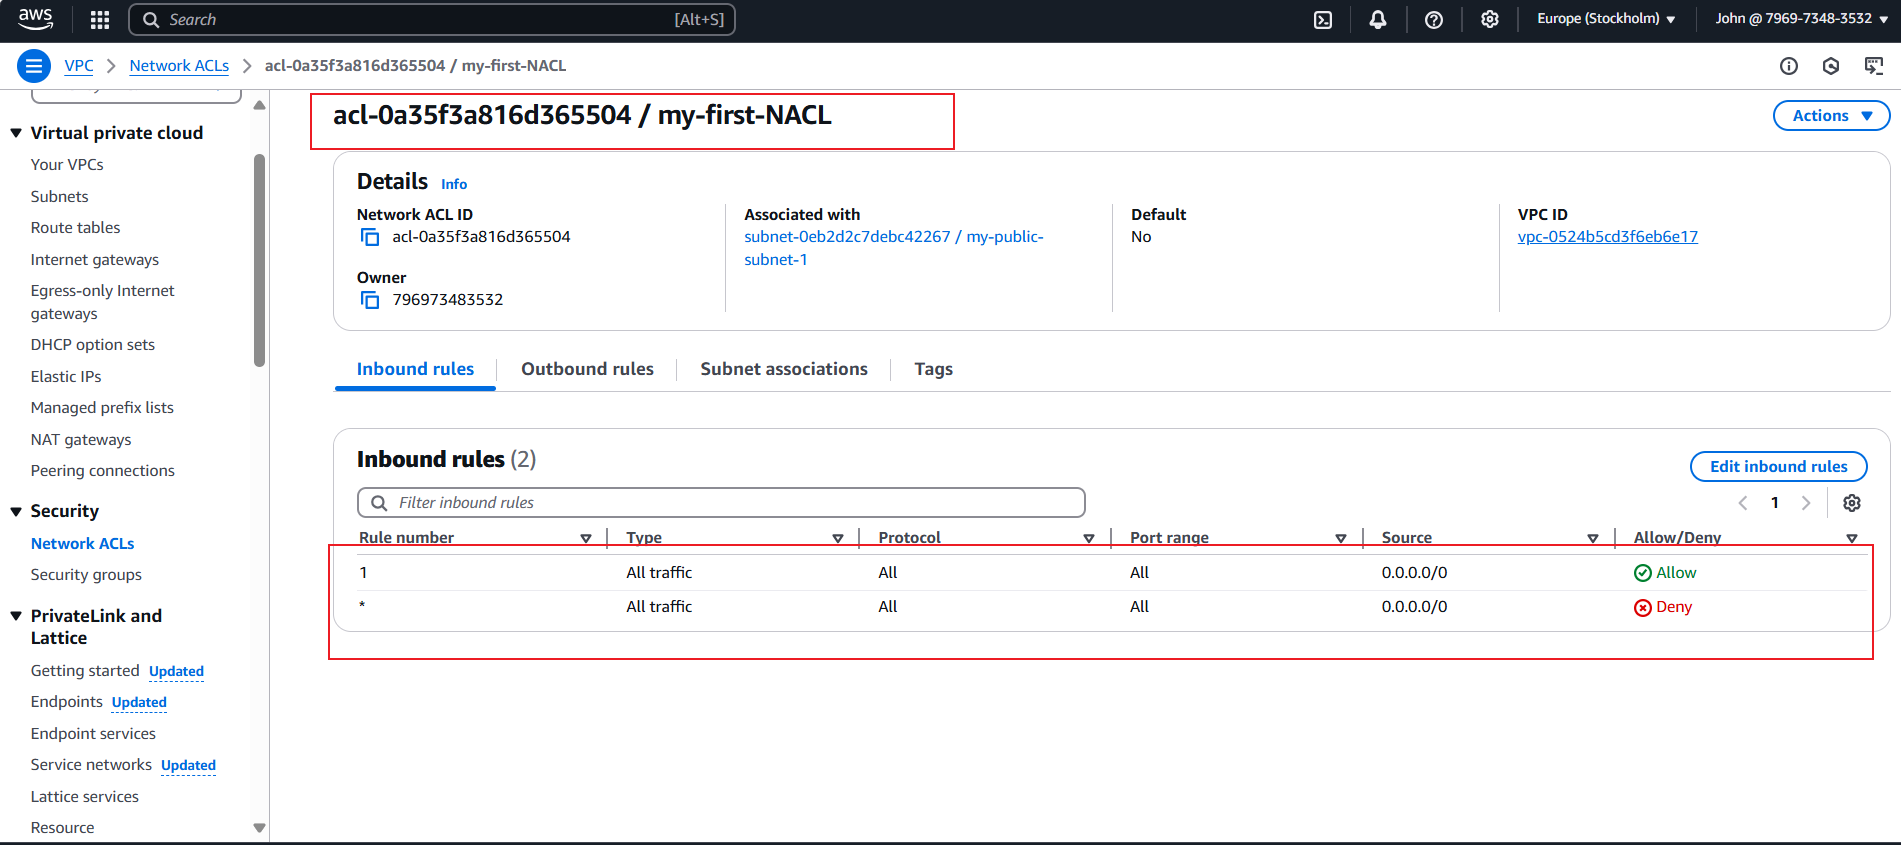 aws
Search [Alt+S]
Europe (Stockholm)
John @ 7969-7348-3532
VPC
Network ACLs
acl-0a35f3a816d365504 / my-first-NACL
Virtual private cloud
Your VPCs
Subnets
Route tables
Internet gateways
Egress-only Internet
gateways
DHCP option sets
Elastic IPs
Managed prefix lists
NAT gateways
Peering connections
Security
Network ACLs
Security groups
PrivateLink and
Lattice
Getting started Updated
Endpoints Updated
Endpoint services
Service networks Updated
Lattice services
Resource
acl-0a35f3a816d365504 / my-first-NACL
Actions
Details Info
Network ACL ID
acl-0a35f3a816d365504
Owner
796973483532
Associated with
subnet-0eb2d2c7debc42267 / my-public-
subnet-1
Default
No
VPC ID
vpc-0524b5cd3f6eb6e17
Inbound rules
Outbound rules
Subnet associations
Tags
Inbound rules (2)
Edit inbound rules
Filter inbound rules
1
Rule number Type Protocol Port range Source Allow/Deny
1 All traffic All All 0.0.0.0/0 Allow
* All traffic All All 0.0.0.0/0 Deny